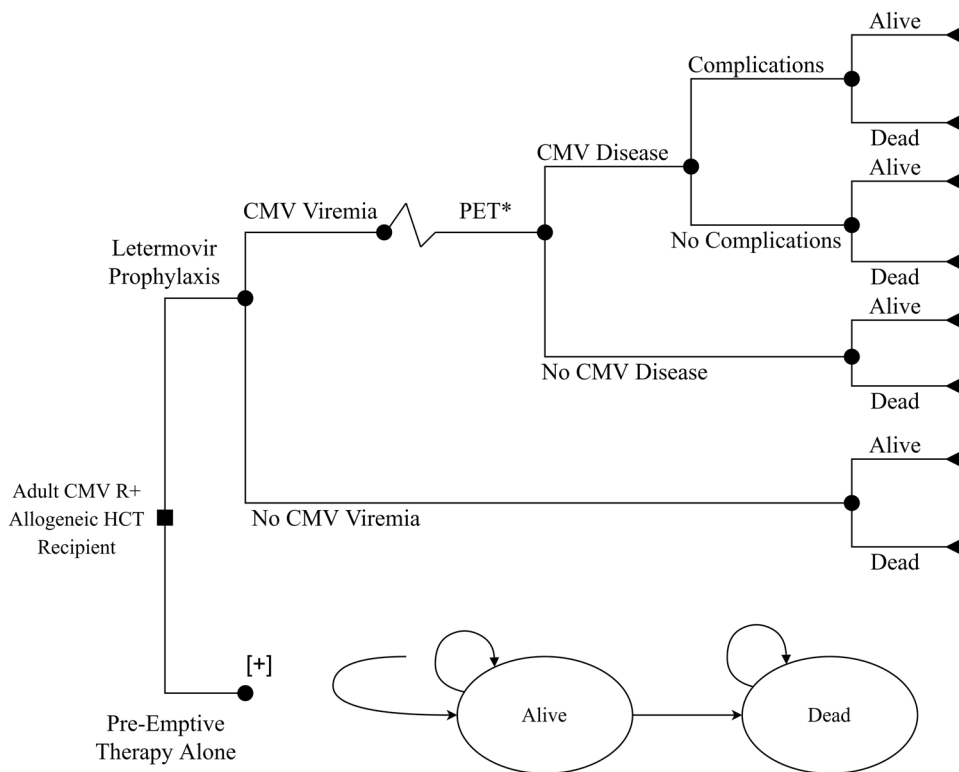 Alive
Complications
Dead
CMV Disease
Alive
CMV Viremia
PET*
No Complications
Letermovir
Prophylaxis
Dead
Alive
No CMV Disease
Dead
Alive
Adult CMV R+
Allogeneic HCT
Recipient
No CMV Viremia
Dead
[+]
Pre-Emptive
Therapy Alone
Alive
Dead